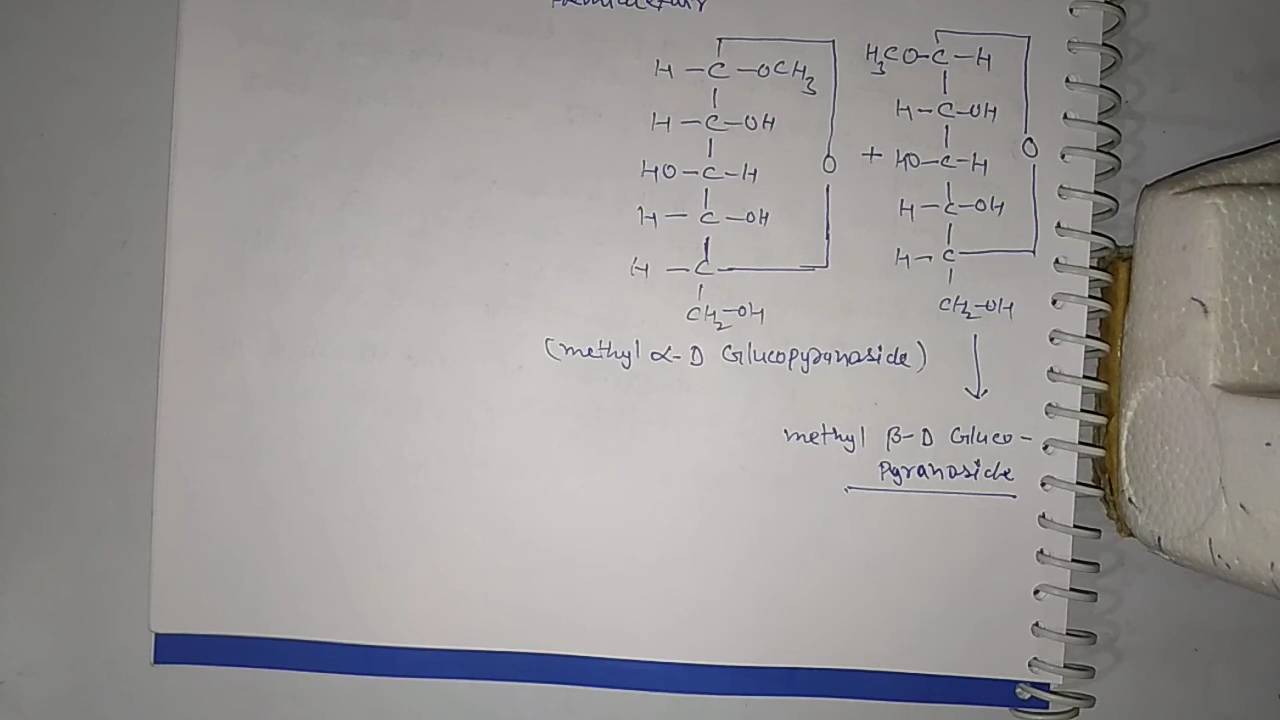 H – C – OCH3   H3CO – C – H
H – C – OH   H – C – OH
HO – C – H   O   +   HO – C – H   O
H – C – OH   H – C – OH
H – C   H – C
CH2 – OH   CH2 – OH
(methyl α-D Glucopyranoside)
methyl β-D Gluco-
Pyranoside